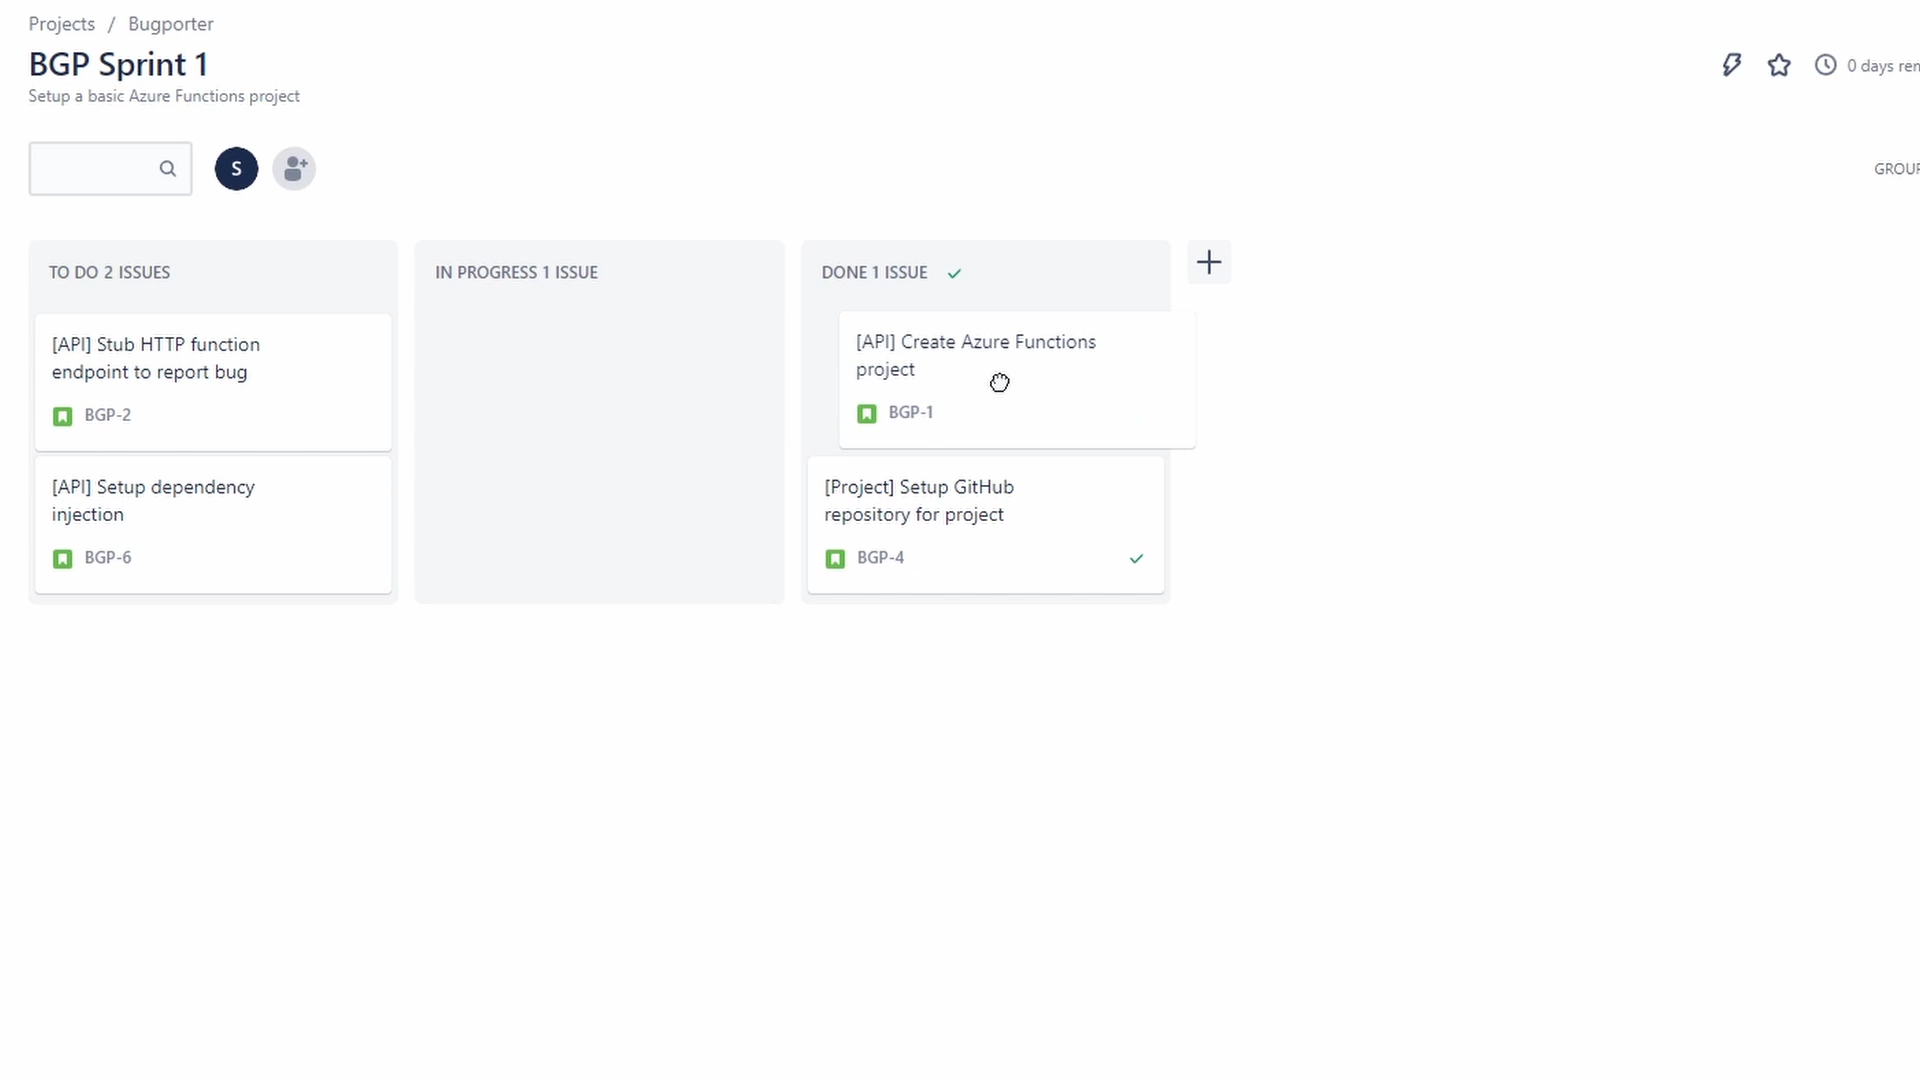 Projects / Bugporter
BGP Sprint 1
Setup a basic Azure Functions project
0 days rem
S
GROUP
TO DO 2 ISSUES
[API] Stub HTTP function
endpoint to report bug
BGP-2
[API] Setup dependency
injection
BGP-6
IN PROGRESS 1 ISSUE
DONE 1 ISSUE
[API] Create Azure Functions
project
BGP-1
[Project] Setup GitHub
repository for project
BGP-4